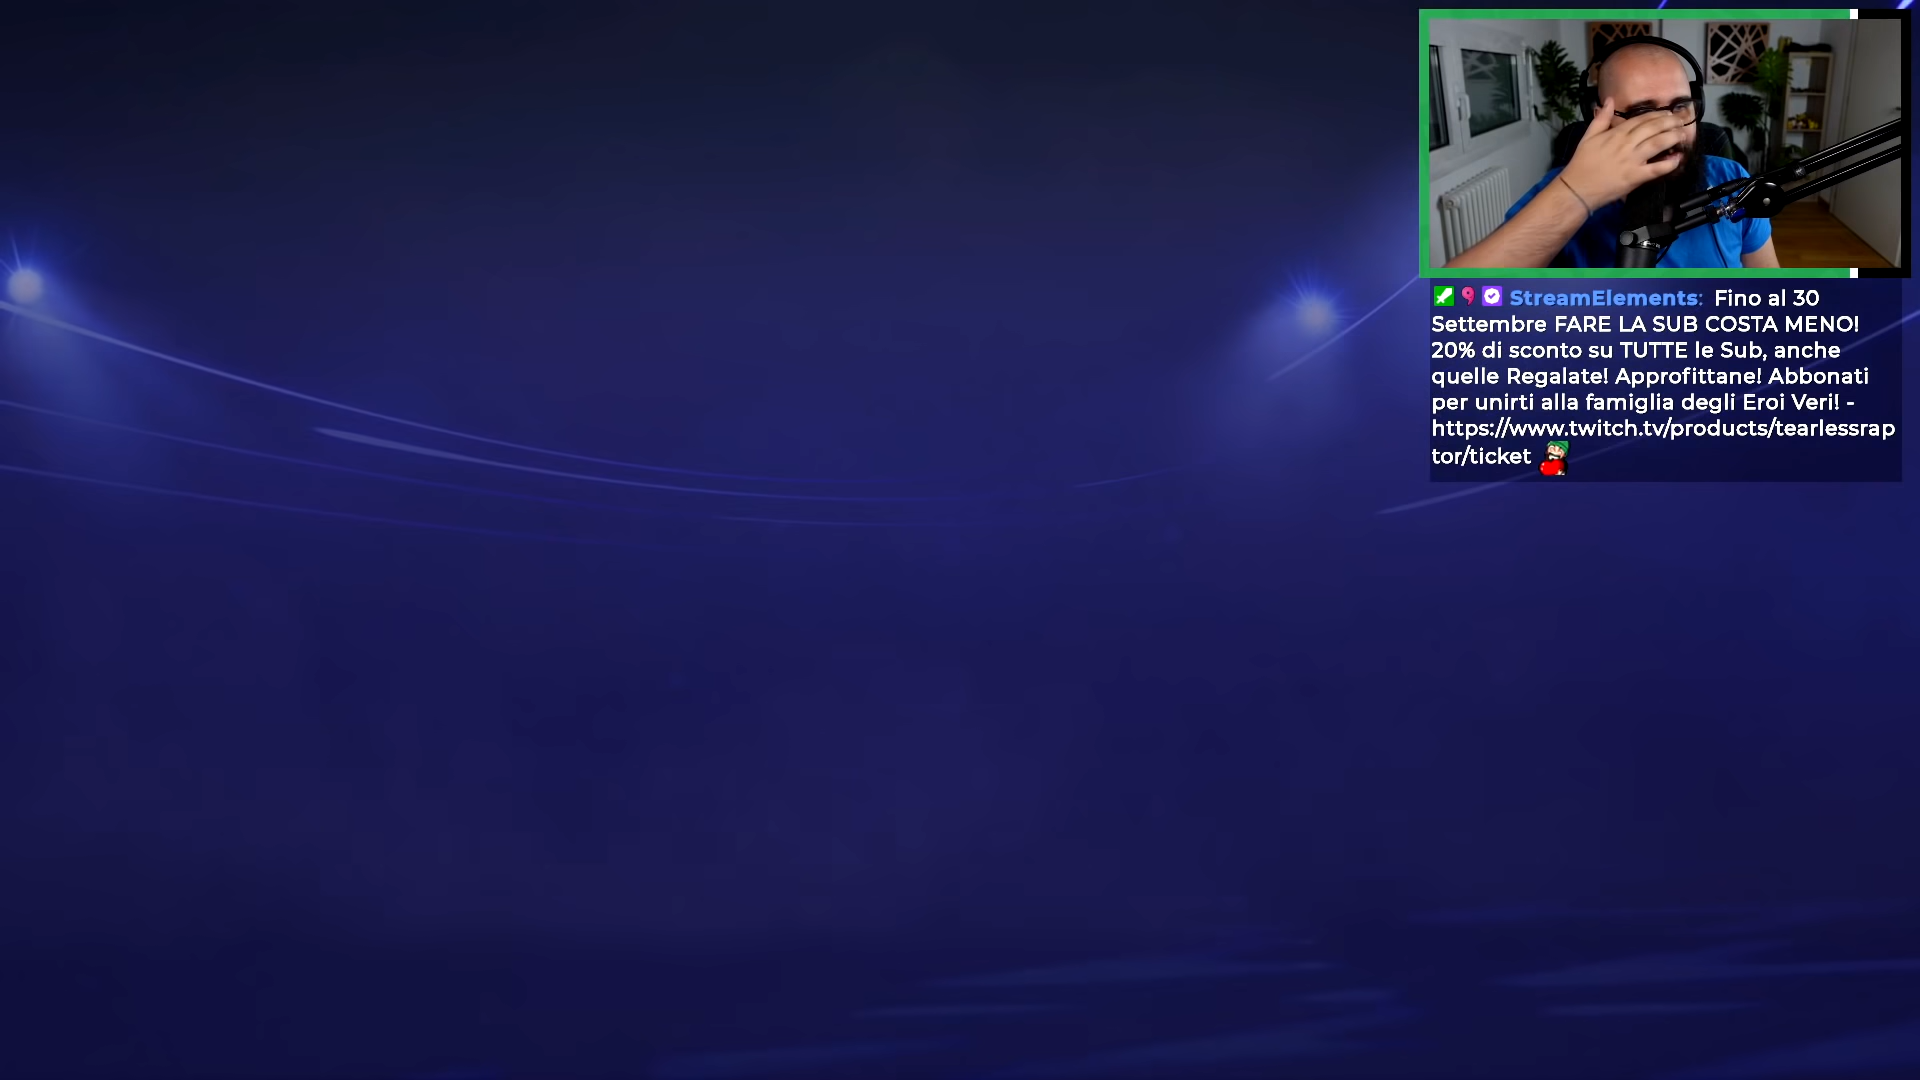 StreamElements: Fino al 30
Settembre FARE LA SUB COSTA MENO!
20% di sconto su TUTTE le Sub, anche
quelle Regalate! Approfittane! Abbonati
per unirti alla famiglia degli Eroi Veri! -
https://www.twitch.tv/products/tearlessrap
tor/ticket